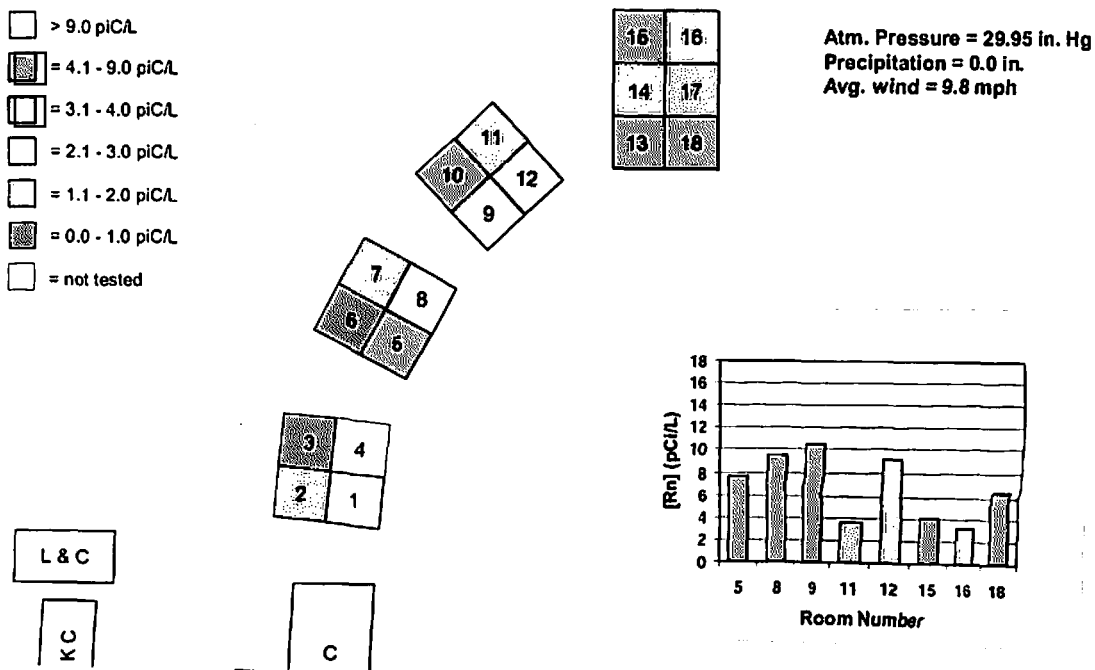 > 9.0 piC/L
= 4.1 - 9.0 piC/L
= 3.1 - 4.0 piC/L
= 2.1 - 3.0 piC/L
= 1.1 - 2.0 piC/L
= 0.0 - 1.0 piC/L
= not tested
Atm. Pressure = 29.95 in. Hg
Precipitation = 0.0 in.
Avg. wind = 9.8 mph
15 16
14 17
13 18
11
10 12
9
7
8
6
5
3 4
2 1
L & C
K C
C
[Rn] (pCi/L)
18
16
14
12
10
8
6
4
2
0
5 8 9 11 12 15 16 18
Room Number